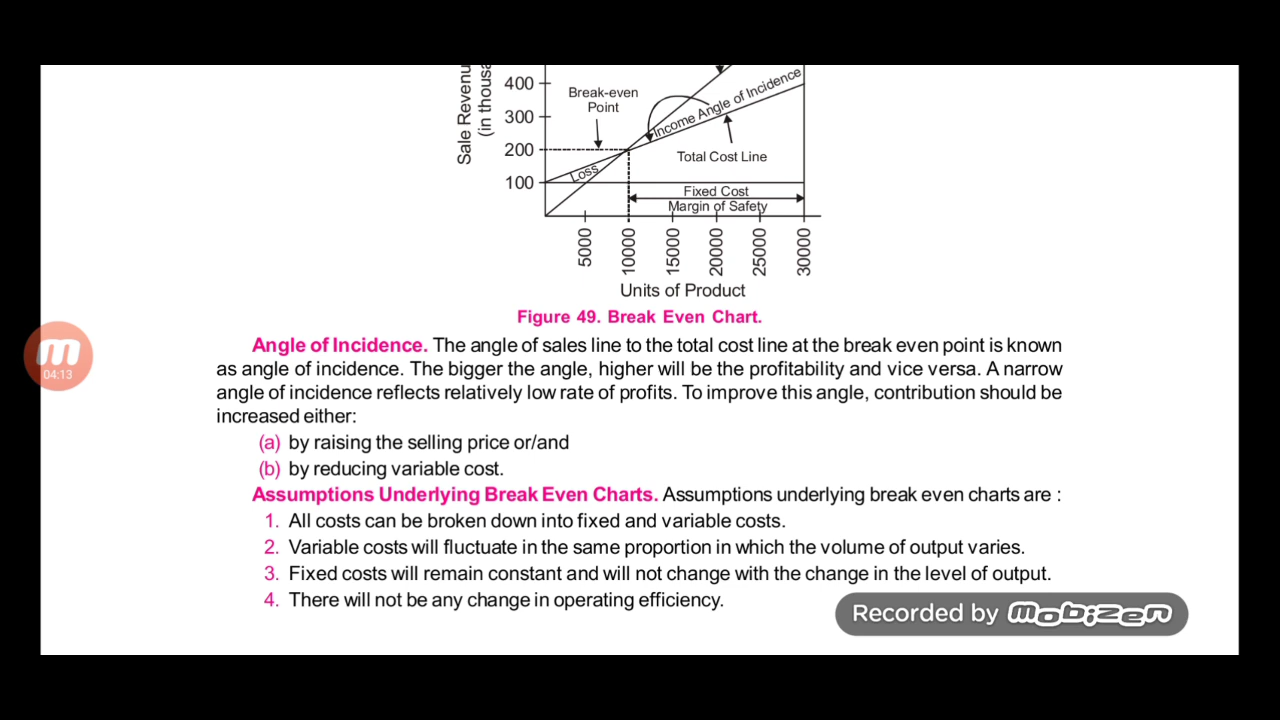 Sale Revenu
(in thousa
400
300
200
100
Break-even
Point
Income Angle of Incidence
Total Cost Line
Loss
Fixed Cost
Margin of Safety
5000
10000
15000
20000
25000
30000
Units of Product
Figure 49. Break Even Chart.
Angle of Incidence. The angle of sales line to the total cost line at the break even point is known
as angle of incidence. The bigger the angle, higher will be the profitability and vice versa. A narrow
angle of incidence reflects relatively low rate of profits. To improve this angle, contribution should be
increased either:
(a) by raising the selling price or/and
(b) by reducing variable cost.
Assumptions Underlying Break Even Charts. Assumptions underlying break even charts are :
1. All costs can be broken down into fixed and variable costs.
2. Variable costs will fluctuate in the same proportion in which the volume of output varies.
3. Fixed costs will remain constant and will not change with the change in the level of output.
4. There will not be any change in operating efficiency.
m
04:13
Recorded by mobizen